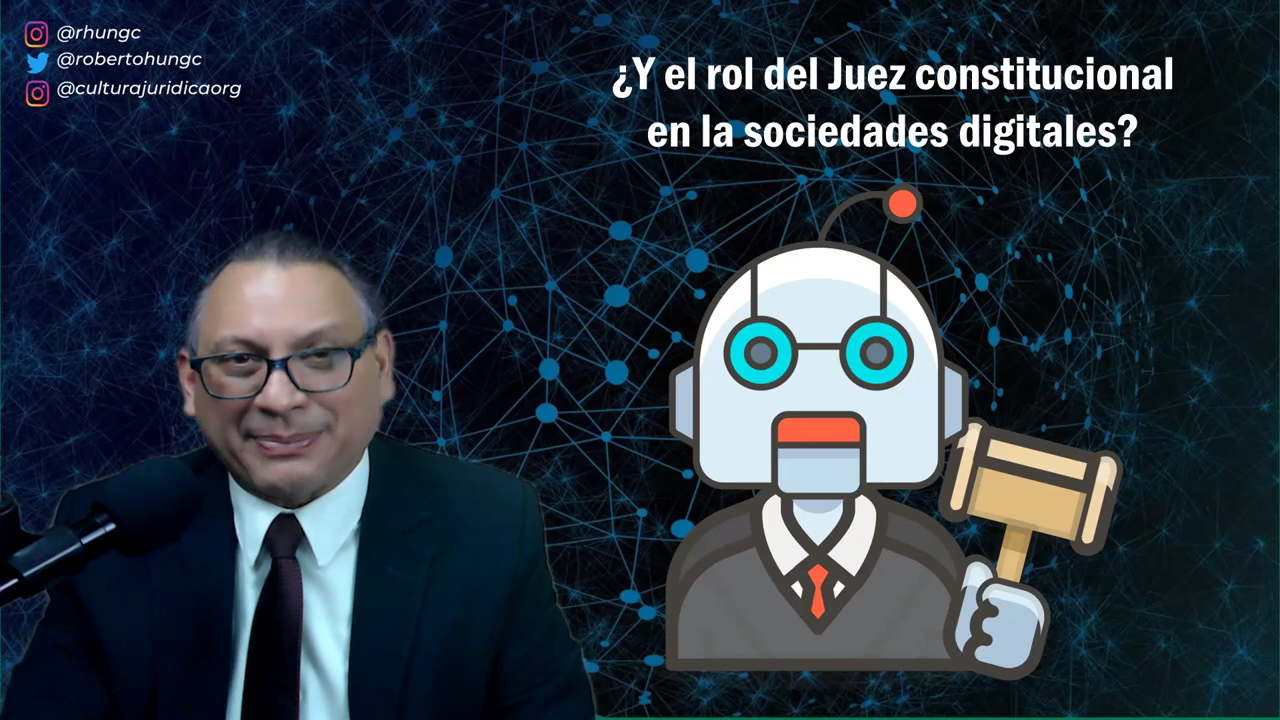 @rhungc
@robertohungc
@culturajuridicaorg
¿Y el rol del Juez constitucional
en la sociedades digitales?